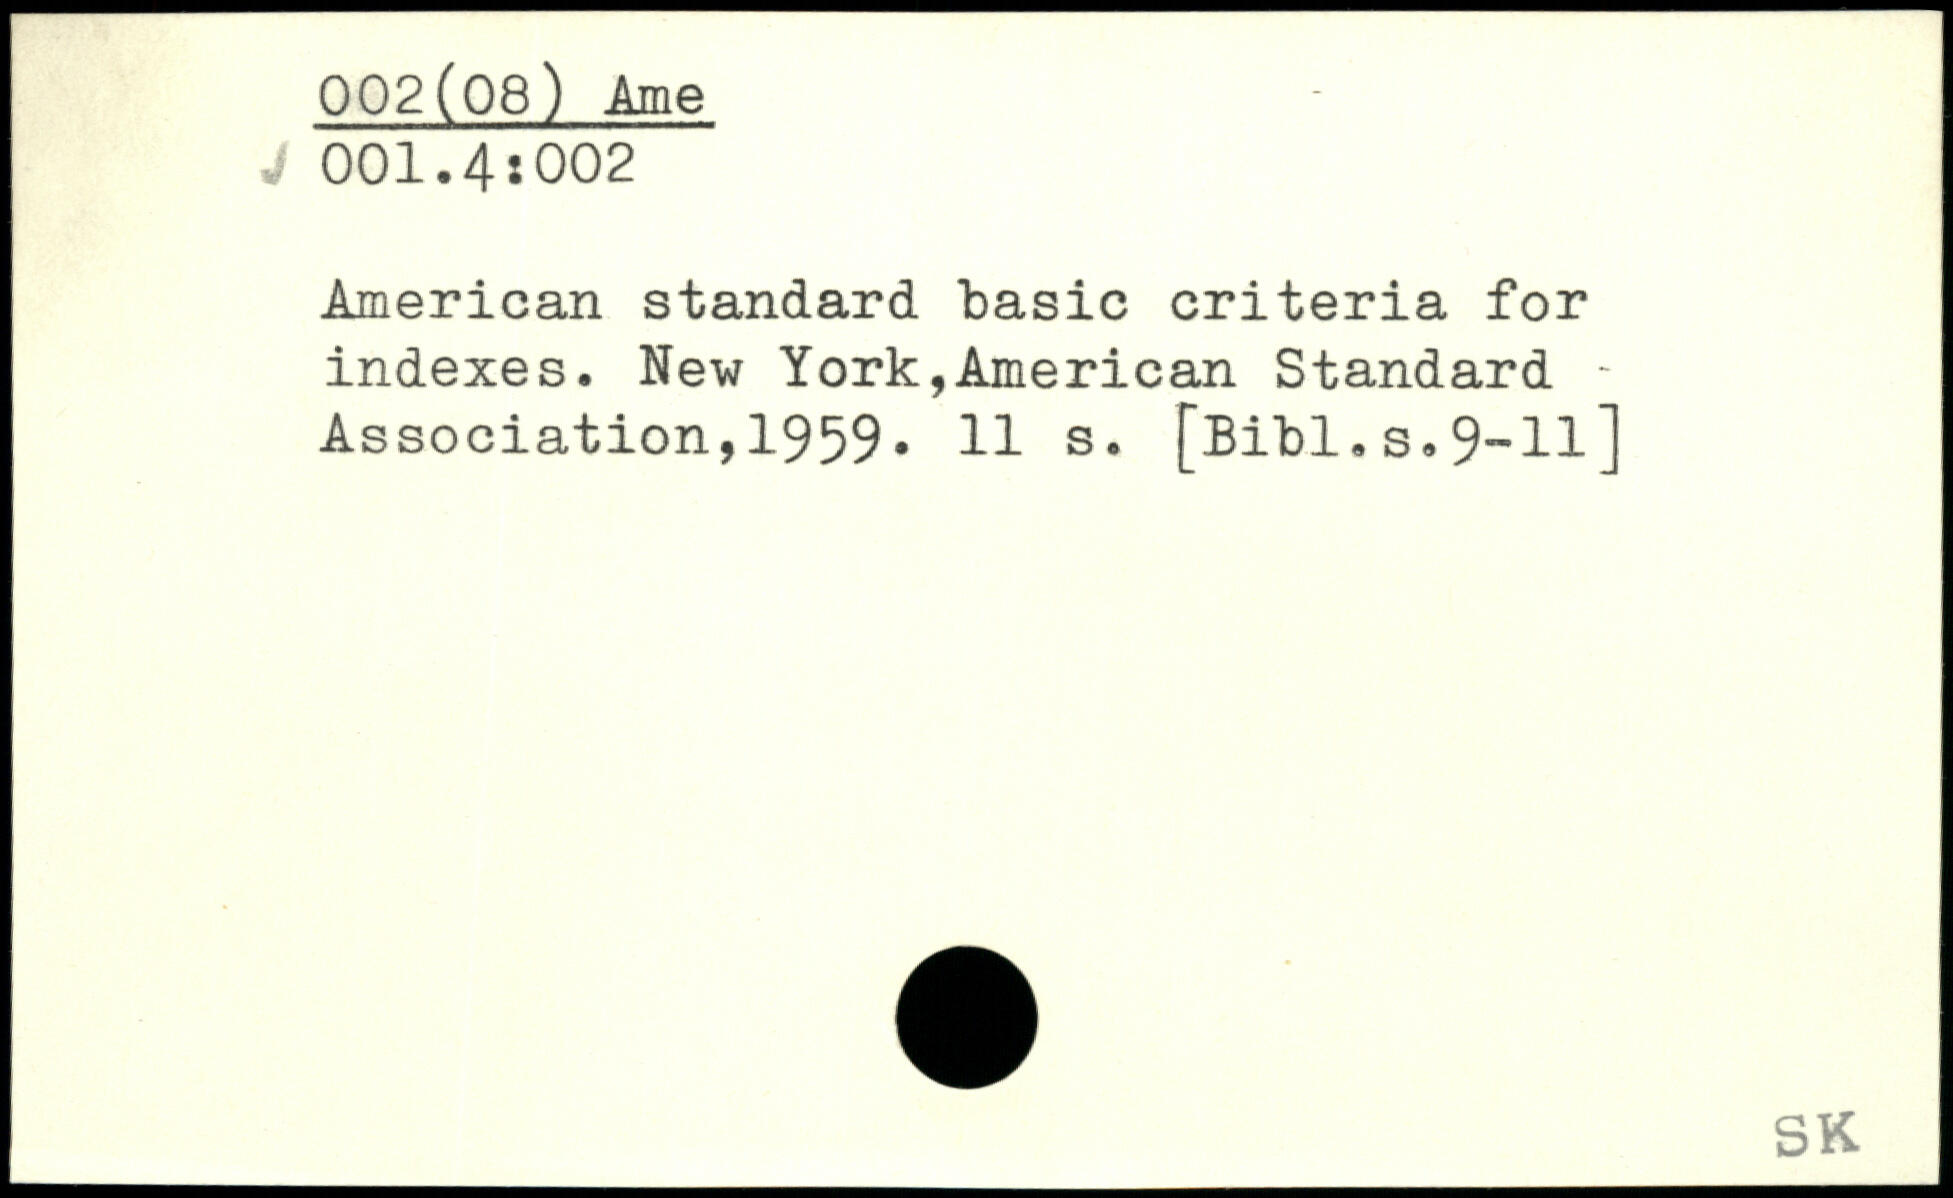 002(08) Ame
001.4:002
American standard basic criteria for
indexes. New York,American Standard
Association,1959. 11 s. [Bibl.s.9-11]
SK